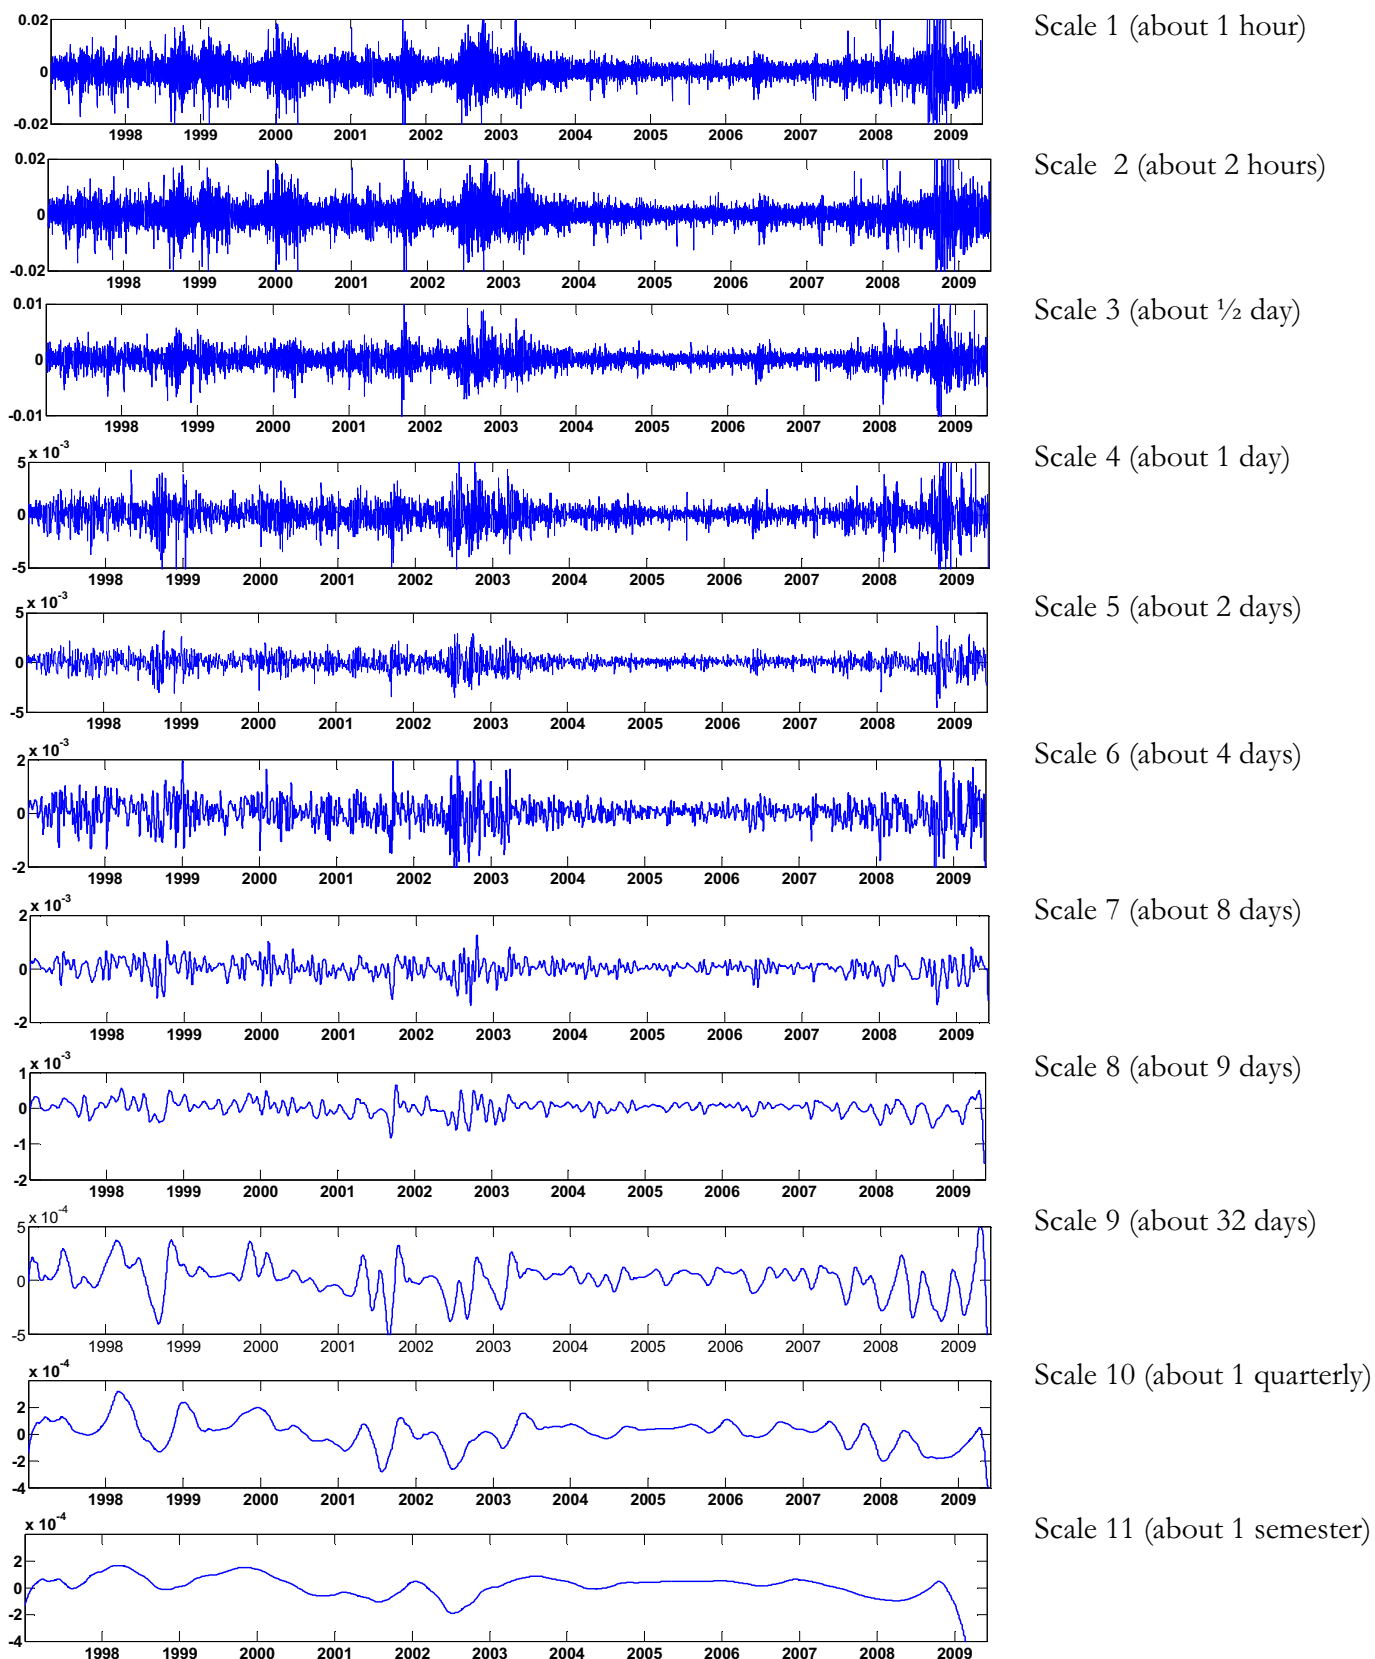 0.02 Scale 1 (about 1 hour)
0
-0.02
1998 1999 2000 2001 2002 2003 2004 2005 2006 2007 2008 2009
0.02 Scale 2 (about 2 hours)
0
-0.02
1998 1999 2000 2001 2002 2003 2004 2005 2006 2007 2008 2009
0.01 Scale 3 (about ½ day)
0
-0.01
1998 1999 2000 2001 2002 2003 2004 2005 2006 2007 2008 2009
x 10-3 Scale 4 (about 1 day)
5
0
-5
1998 1999 2000 2001 2002 2003 2004 2005 2006 2007 2008 2009
x 10-3 Scale 5 (about 2 days)
5
0
-5
1998 1999 2000 2001 2002 2003 2004 2005 2006 2007 2008 2009
x 10-3 Scale 6 (about 4 days)
2
0
-2
1998 1999 2000 2001 2002 2003 2004 2005 2006 2007 2008 2009
x 10-3 Scale 7 (about 8 days)
2
0
-2
1998 1999 2000 2001 2002 2003 2004 2005 2006 2007 2008 2009
x 10-3 Scale 8 (about 9 days)
1
0
-1
-2
1998 1999 2000 2001 2002 2003 2004 2005 2006 2007 2008 2009
x 10-4 Scale 9 (about 32 days)
5
0
-5
1998 1999 2000 2001 2002 2003 2004 2005 2006 2007 2008 2009
x 10-4 Scale 10 (about 1 quarterly)
2
0
-2
-4
1998 1999 2000 2001 2002 2003 2004 2005 2006 2007 2008 2009
x 10-4 Scale 11 (about 1 semester)
2
0
-2
-4
1998 1999 2000 2001 2002 2003 2004 2005 2006 2007 2008 2009